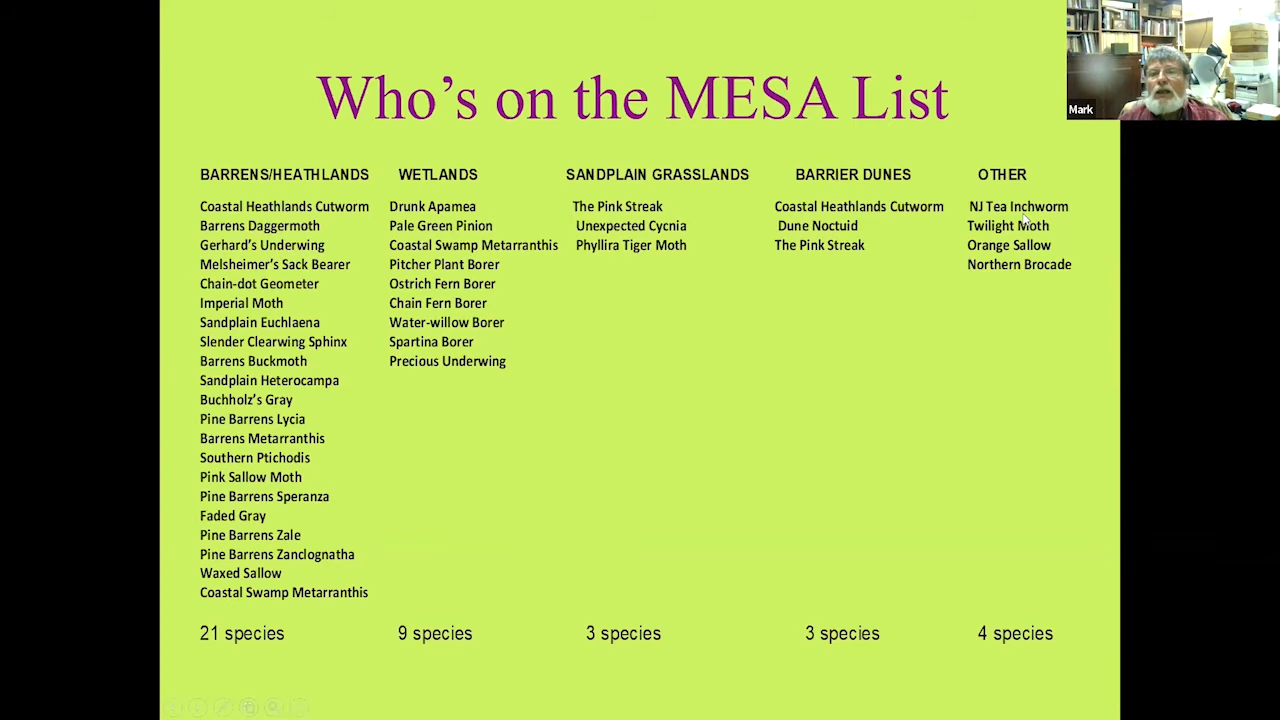 Who's on the MESA List
Mark
BARRENS/HEATHLANDS
Coastal Heathlands Cutworm
Barrens Daggermoth
Gerhard's Underwing
Melsheimer's Sack Bearer
Chain-dot Geometer
Imperial Moth
Sandplain Euchlaena
Slender Clearwing Sphinx
Barrens Buckmoth
Sandplain Heterocampa
Buchholz's Gray
Pine Barrens Lycia
Barrens Metarranthis
Southern Ptichodis
Pink Sallow Moth
Pine Barrens Speranza
Faded Gray
Pine Barrens Zale
Pine Barrens Zanclognatha
Waxed Sallow
Coastal Swamp Metarranthis
21 species
WETLANDS
Drunk Apamea
Pale Green Pinion
Coastal Swamp Metarranthis
Pitcher Plant Borer
Ostrich Fern Borer
Chain Fern Borer
Water-willow Borer
Spartina Borer
Precious Underwing
9 species
SANDPLAIN GRASSLANDS
The Pink Streak
Unexpected Cycnia
Phyllira Tiger Moth
3 species
BARRIER DUNES
Coastal Heathlands Cutworm
Dune Noctuid
The Pink Streak
3 species
OTHER
NJ Tea Inchworm
Twilight Moth
Orange Sallow
Northern Brocade
4 species